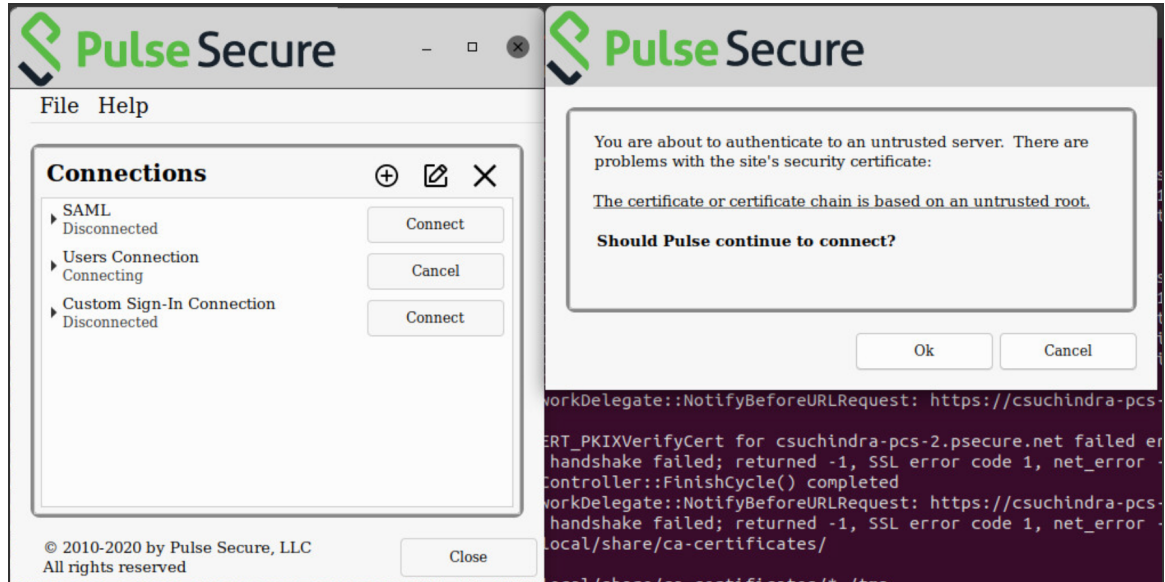 Pulse Secure
File Help
Connections
SAML
Disconnected
Connect
Users Connection
Connecting
Cancel
Custom Sign-In Connection
Disconnected
Connect
© 2010-2020 by Pulse Secure, LLC
All rights reserved
Close
Pulse Secure
You are about to authenticate to an untrusted server. There are
problems with the site's security certificate:
The certificate or certificate chain is based on an untrusted root.
Should Pulse continue to connect?
Ok
Cancel
workDelegate::NotifyBeforeURLRequest: https://csuchindra-pcs-
ERT_PKIXVerifyCert for csuchindra-pcs-2.psecure.net failed er
handshake failed; returned -1, SSL error code 1, net_error -
Controller::FinishCycle() completed
workDelegate::NotifyBeforeURLRequest: https://csuchindra-pcs-
handshake failed; returned -1, SSL error code 1, net_error -
local/share/ca-certificates/